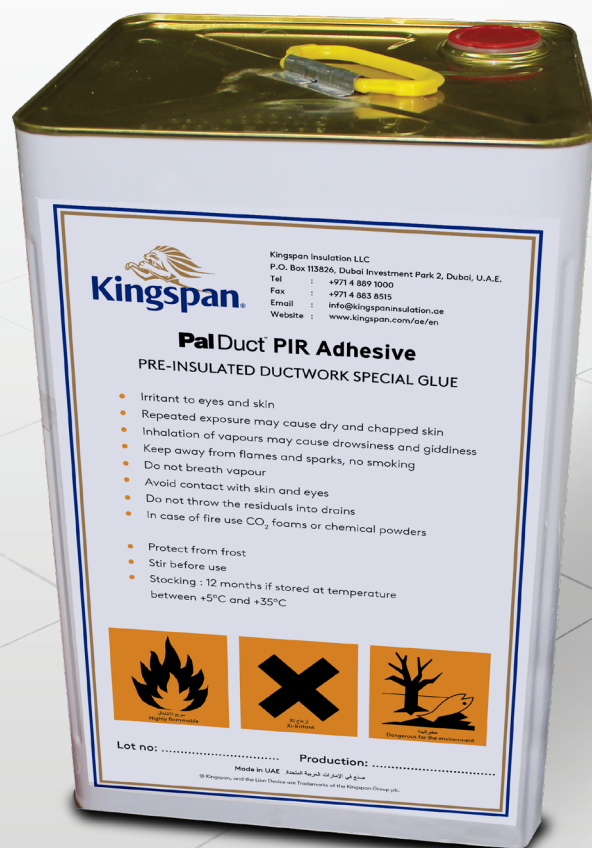 Kingspan®
Kingspan Insulation LLC
P.O. Box 113826, Dubai Investment Park 2, Dubai, U.A.E.
Tel : +971 4 889 1000
Fax : +971 4 883 8515
Email : info@kingspaninsulation.ae
Website : www.kingspan.com/ae/en
PalDuct™ PIR Adhesive
PRE-INSULATED DUCTWORK SPECIAL GLUE
• Irritant to eyes and skin
• Repeated exposure may cause dry and chapped skin
• Inhalation of vapours may cause drowsiness and giddiness
• Keep away from flames and sparks, no smoking
• Do not breath vapour
• Avoid contact with skin and eyes
• Do not throw the residuals into drains
• In case of fire use CO₂ foams or chemical powders
• Protect from frost
• Stir before use
• Stocking : 12 months if stored at temperature
between +5°C and +35°C
سريع الاشتعال
Highly flammable
Xi-Irritant
Dangerous for the environment
Lot no: ................................
Production: ................................
Made in UAE صنع في الإمارات العربية المتحدة
© Kingspan, and the Lion Device are Trademarks of the Kingspan Group plc.